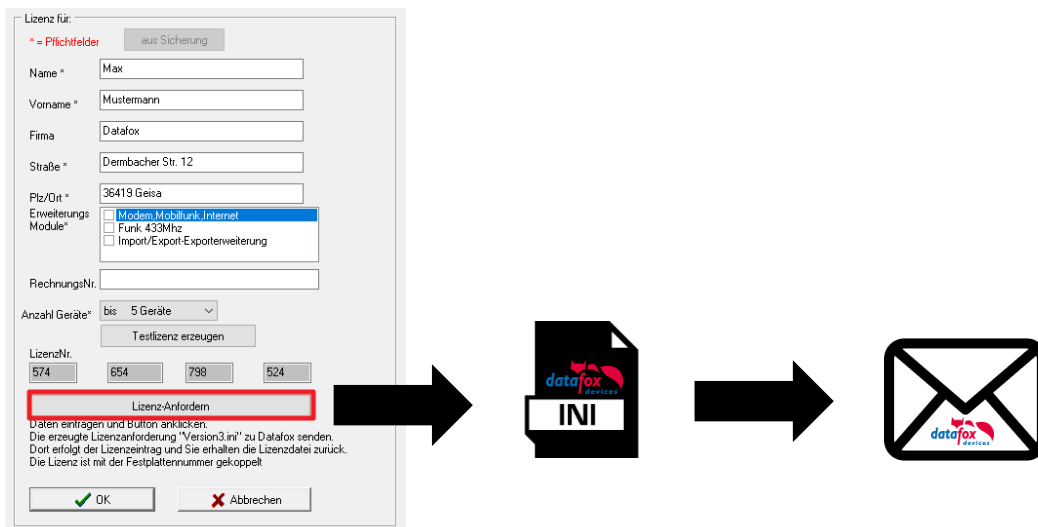 Lizenz für:
* = Pflichtfelder
aus Sicherung
Name *
Max
Vorname *
Mustermann
Firma
Datafox
Straße *
Dermbacher Str. 12
Plz/Ort *
36419 Geisa
Erweiterungs
Module*
Modem,Mobilfunk,Internet
Funk 433Mhz
Import/Export-Exporterweiterung
RechnungsNr.
Anzahl Geräte*
bis 5 Geräte
Testlizenz erzeugen
LizenzNr.
574 654 798 524
Lizenz-Anfordern
Daten eintragen und Button anklicken.
Die erzeugte Lizenzanforderung "Version3.ini" zu Datafox senden.
Dort erfolgt der Lizenzeintrag und Sie erhalten die Lizenzdatei zurück.
Die Lizenz ist mit der Festplattennummer gekoppelt
OK
Abbrechen
datafox
devices
INI
datafox
devices